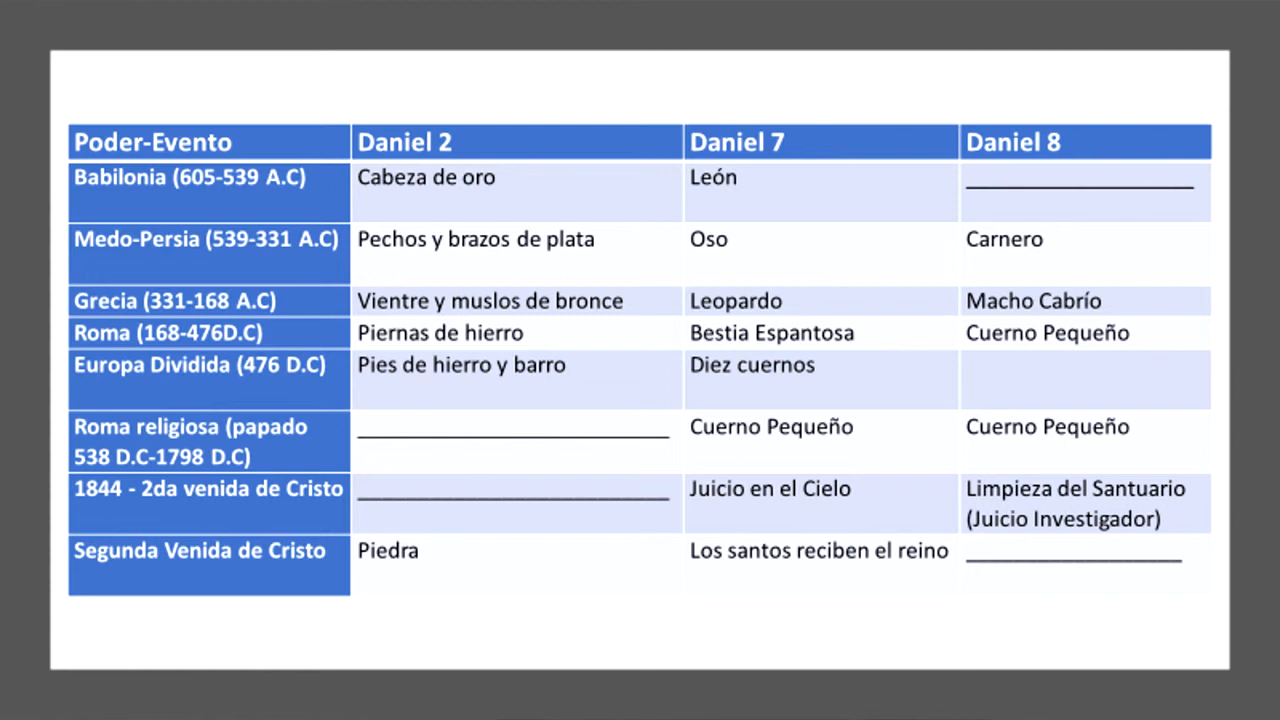 Poder-Evento Daniel 2 Daniel 7 Daniel 8
Babilonia (605-539 A.C) Cabeza de oro León ____________________
Medo-Persia (539-331 A.C) Pechos y brazos de plata Oso Carnero
Grecia (331-168 A.C) Vientre y muslos de bronce Leopardo Macho Cabrío
Roma (168-476D.C) Piernas de hierro Bestia Espantosa Cuerno Pequeño
Europa Dividida (476 D.C) Pies de hierro y barro Diez cuernos
Roma religiosa (papado ___________________________ Cuerno Pequeño Cuerno Pequeño
538 D.C-1798 D.C)
1844 - 2da venida de Cristo ___________________________ Juicio en el Cielo Limpieza del Santuario
(Juicio Investigador)
Segunda Venida de Cristo Piedra Los santos reciben el reino ___________________